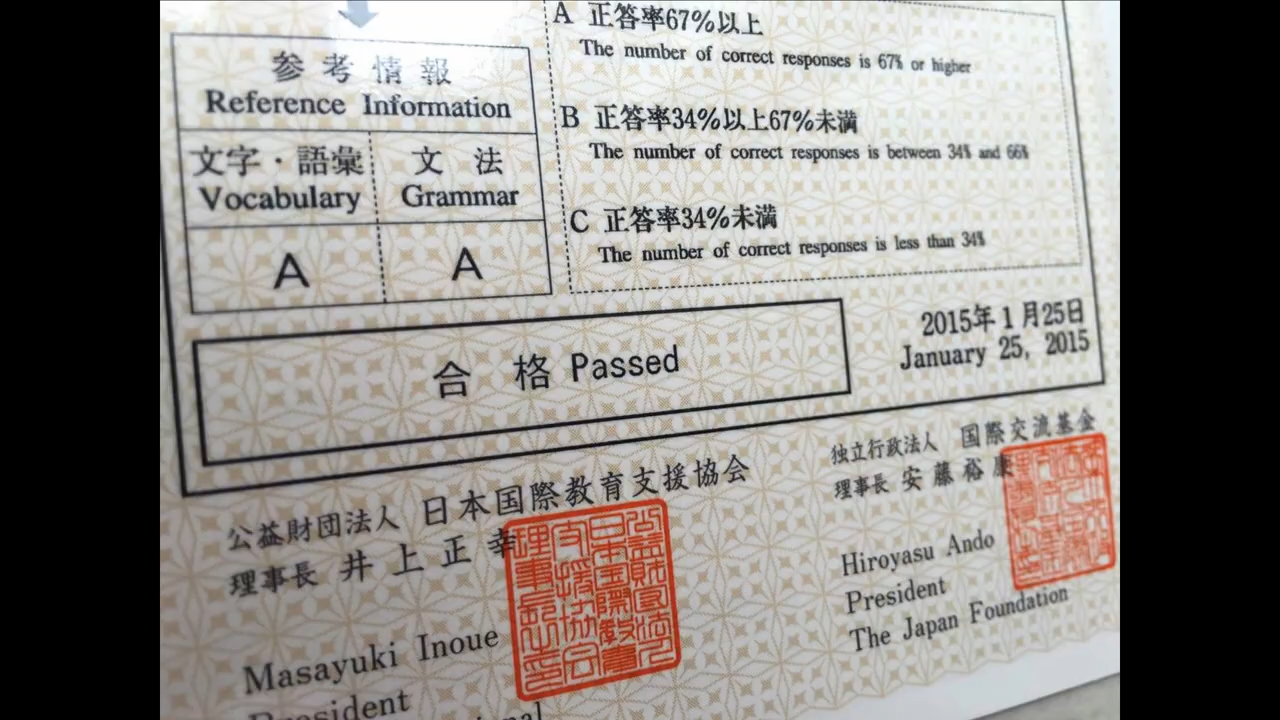 参考情報
Reference Information
文字・語彙 文法
Vocabulary Grammar
A A
A 正答率67%以上
The number of correct responses is 67% or higher
B 正答率34%以上67%未満
The number of correct responses is between 34% and 66%
C 正答率34%未満
The number of correct responses is less than 34%
合格 Passed
2015年1月25日
January 25, 2015
公益財団法人 日本国際教育支援協会
理事長 井上正幸
Masayuki Inoue
President
独立行政法人 国際交流基金
理事長 安藤裕康
Hiroyasu Ando
President
The Japan Foundation